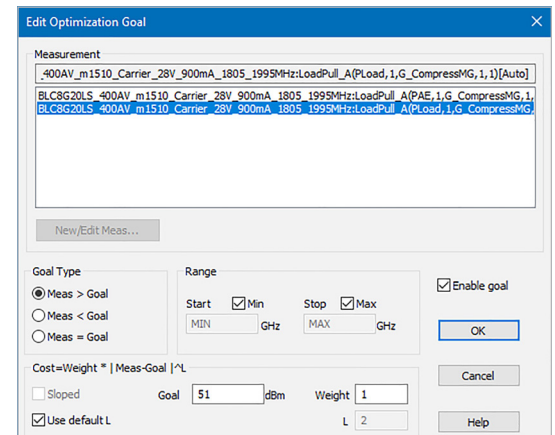 Edit Optimization Goal
Measurement
_400AV_m1510_Carrier_28V_900mA_1805_1995MHz:LoadPull_A(PLoad,1,G_CompressMG,1,1)[Auto]
BLC8G20LS_400AV_m1510_Carrier_28V_900mA_1805_1995MHz:LoadPull_A(PAE,1,G_CompressMG,1,
BLC8G20LS_400AV_m1510_Carrier_28V_900mA_1805_1995MHz:LoadPull_A(PLoad,1,G_CompressMG,
New/Edit Meas...
Goal Type
Meas > Goal
Meas < Goal
Meas = Goal
Range
Start Min Stop Max
MIN GHz MAX GHz
Enable goal
OK
Cost=Weight * | Meas-Goal |^L
Sloped Goal 51 dBm Weight 1
Use default L L 2
Cancel
Help